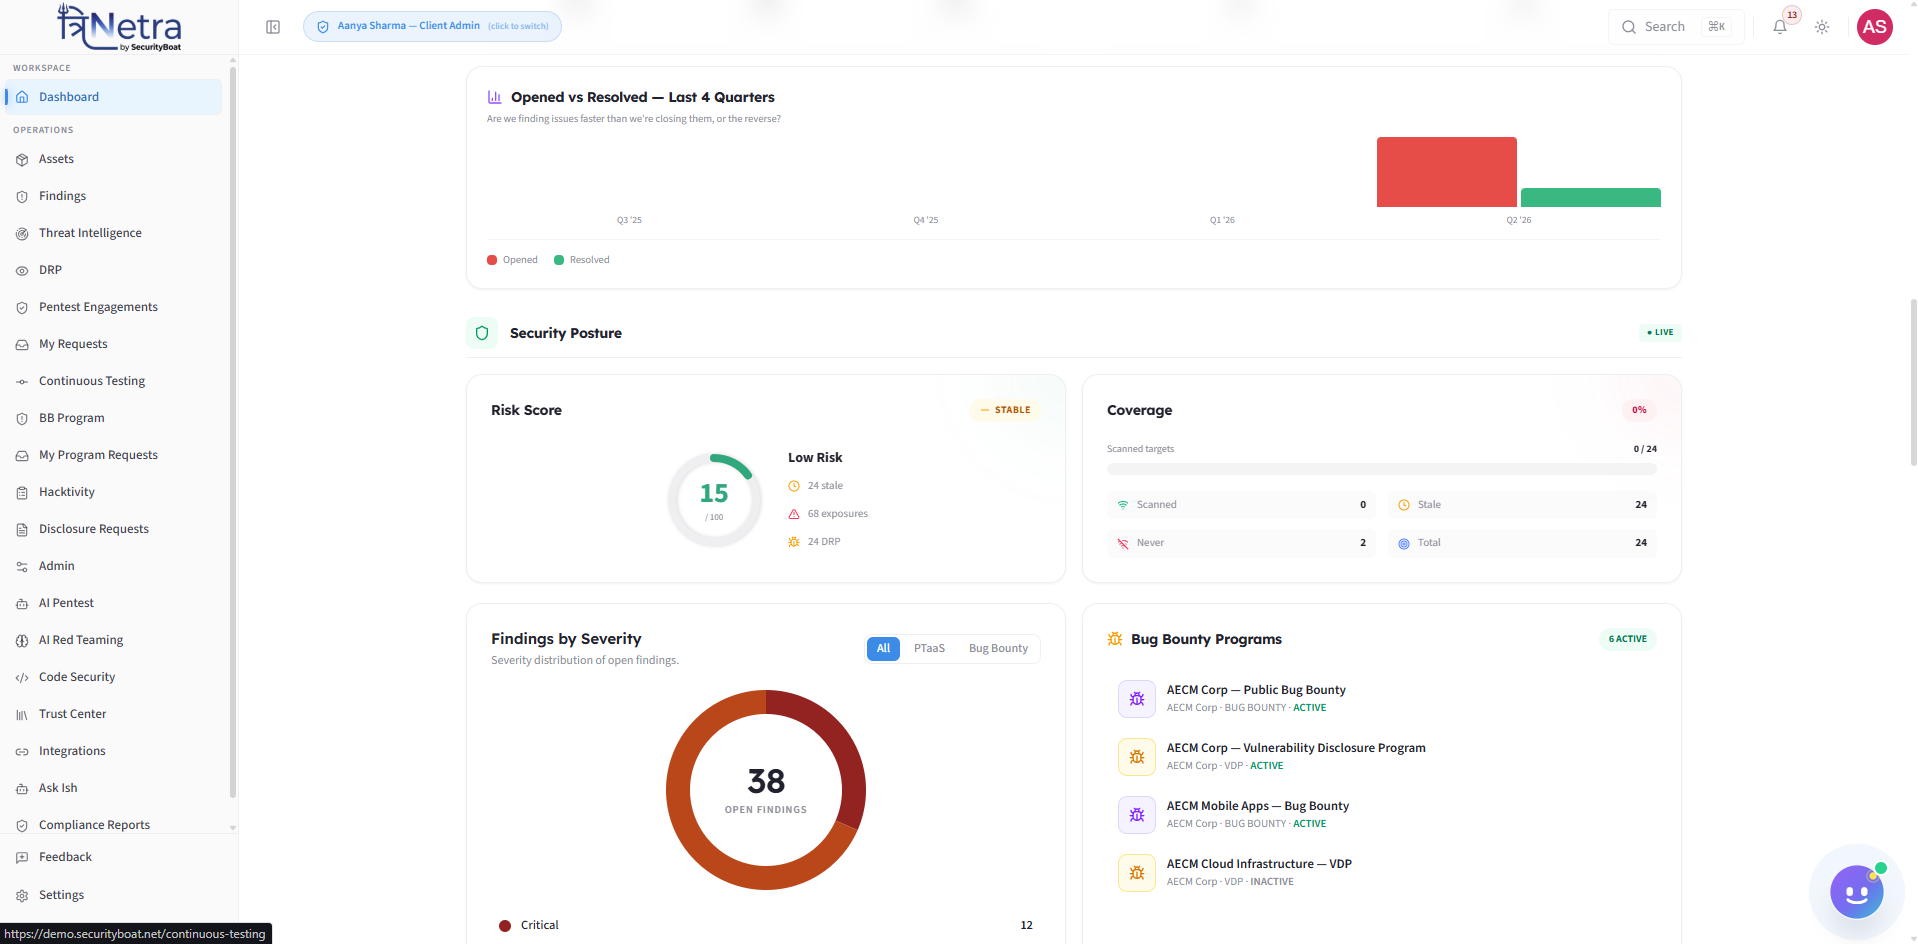 त्रिNetra
by SecurityBoat
Aanya Sharma — Client Admin (click to switch)
Search ⌘K
13
AS
WORKSPACE
Dashboard
OPERATIONS
Assets
Findings
Threat Intelligence
DRP
Pentest Engagements
My Requests
Continuous Testing
BB Program
My Program Requests
Hacktivity
Disclosure Requests
Admin
AI Pentest
AI Red Teaming
Code Security
Trust Center
Integrations
Ask Ish
Compliance Reports
Feedback
Settings
https://demo.securityboat.net/continuous-testing
Opened vs Resolved — Last 4 Quarters
Are we finding issues faster than we're closing them, or the reverse?
Q3 '25 Q4 '25 Q1 '26 Q2 '26
Opened Resolved
Security Posture
LIVE
Risk Score
— STABLE
15
/ 100
Low Risk
24 stale
68 exposures
24 DRP
Coverage
0%
Scanned targets 0 / 24
Scanned 0
Stale 24
Never 2
Total 24
Findings by Severity
Severity distribution of open findings.
All PTaaS Bug Bounty
38
OPEN FINDINGS
Critical 12
Bug Bounty Programs
6 ACTIVE
AECM Corp — Public Bug Bounty
AECM Corp · BUG BOUNTY · ACTIVE
AECM Corp — Vulnerability Disclosure Program
AECM Corp · VDP · ACTIVE
AECM Mobile Apps — Bug Bounty
AECM Corp · BUG BOUNTY · ACTIVE
AECM Cloud Infrastructure — VDP
AECM Corp · VDP · INACTIVE